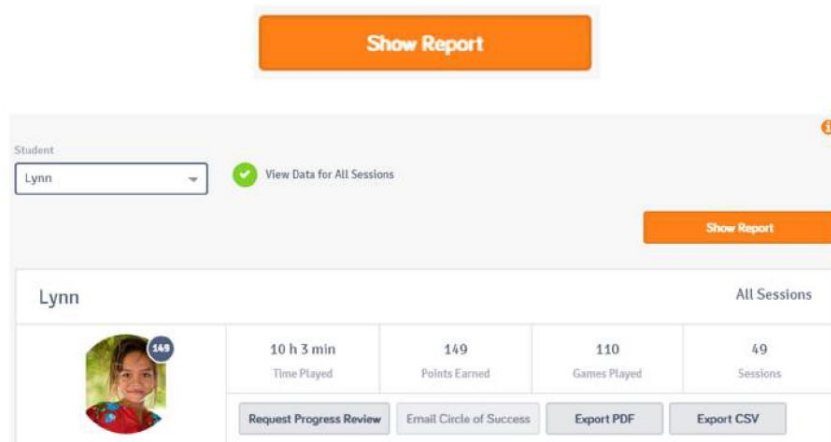 Show Report
Student
Lynn
View Data for All Sessions
Show Report
Lynn
All Sessions
149
10 h 3 min
149
110
49
Time Played
Points Earned
Games Played
Sessions
Request Progress Review
Email Circle of Success
Export PDF
Export CSV